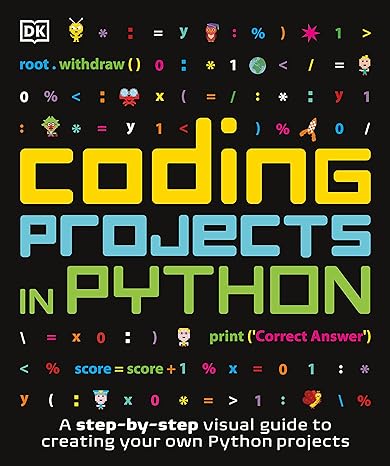 DK * : = y % : ) 1 >
root.withdraw() 0 : * 1 < / =
0 % < : x ( = / : * : y 1
: * = y 1 < ) % 0 /
CODING
PROJECTS
IN PYTHON
\ = x 0 : ) print ('Correct Answer')
< % score = score + 1 % x = 0 1 : *
y ( : x 0 * = > 1 : \ %
A step-by-step visual guide to
creating your own Python projects